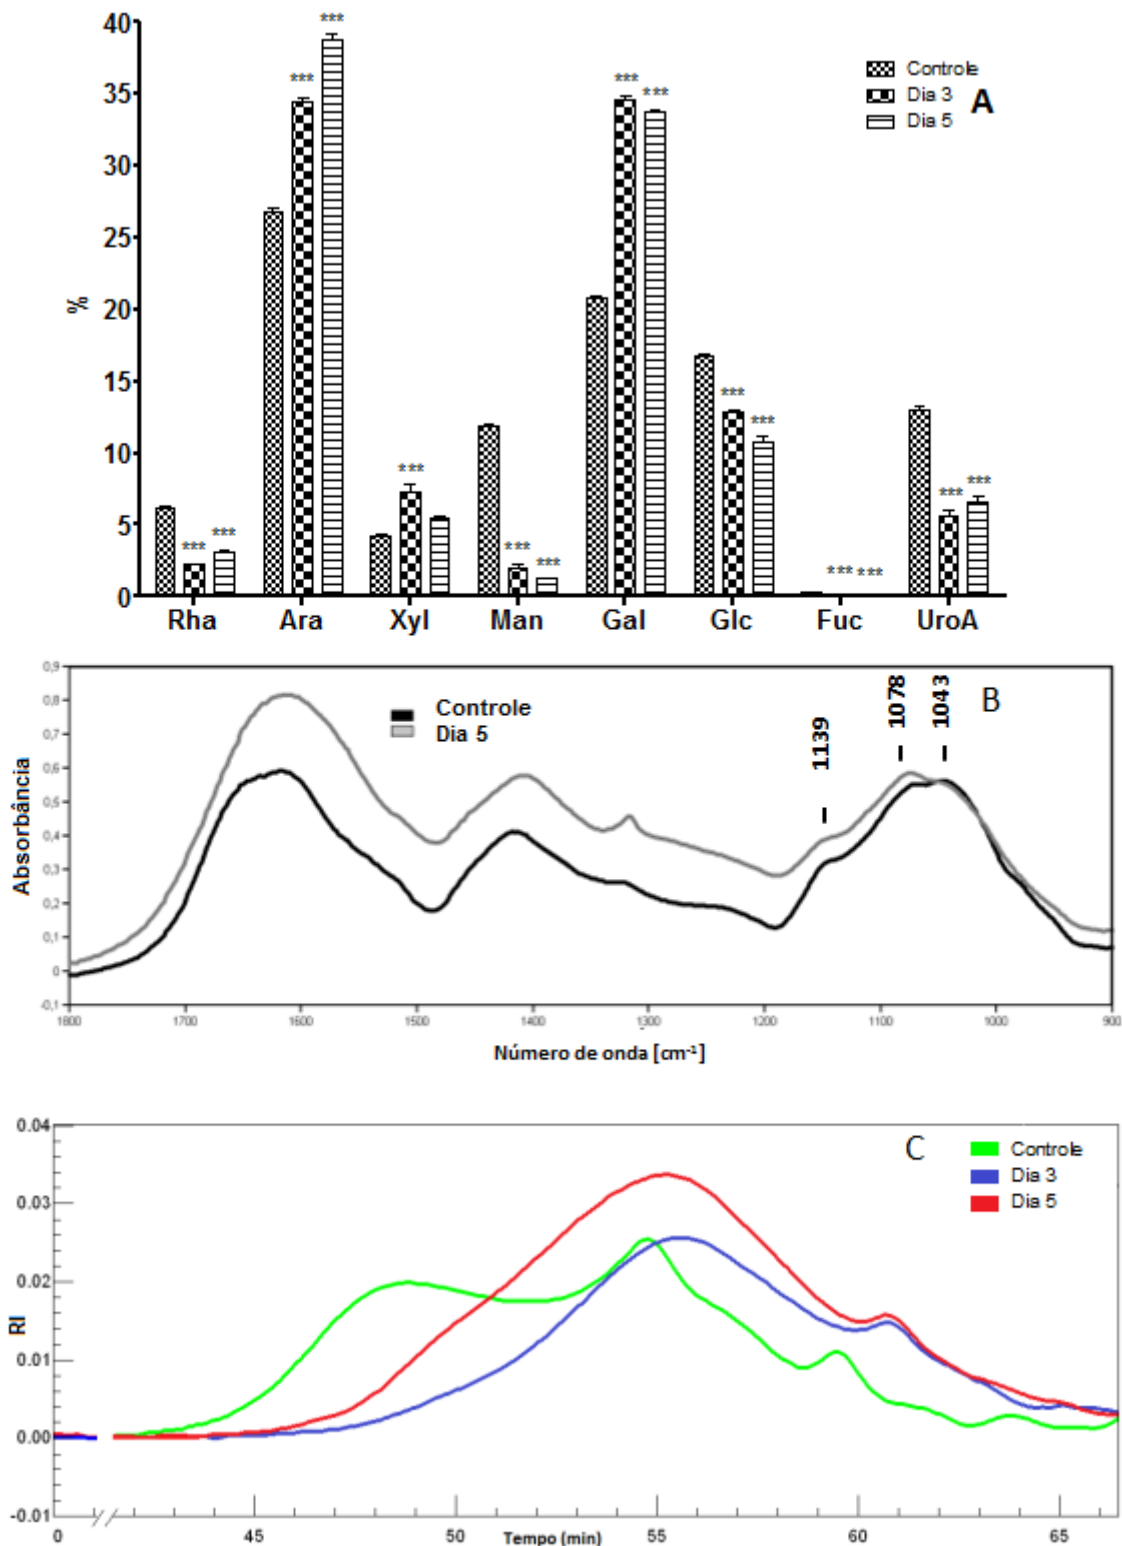 40
35
30
25
20
15
10
5
0
%
Controle
Dia 3
Dia 5
A
***
***
***
***
***
***
***
***
***
***
***
*** ***
***
***
Rha Ara Xyl Man Gal Glc Fuc UroA
0,9
0,8
0,7
0,6
0,5
0,4
0,3
0,2
0,1
0
-0,1
Absorbância
Controle
Dia 5
1139
1078
1043
B
1800 1700 1600 1500 1400 1300 1200 1100 1000 900
Número de onda [cm⁻¹]
0.04
0.03
0.02
0.01
0.00
-0.01
RI
C
Controle
Dia 3
Dia 5
0 45 50 55 60 65
Tempo (min)